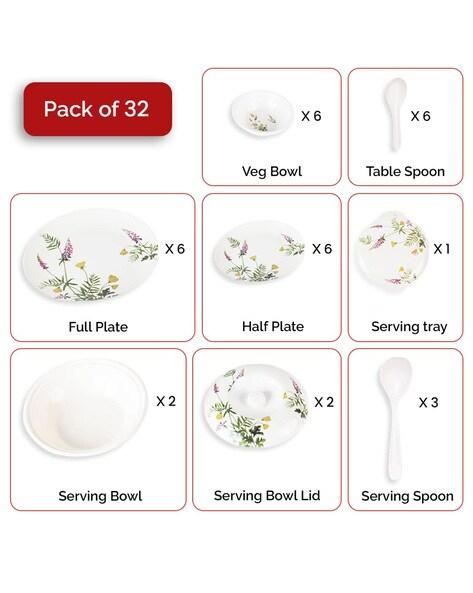 Pack of 32
X 6
Veg Bowl
X 6
Table Spoon
X 6
Full Plate
X 6
Half Plate
X 1
Serving tray
X 2
Serving Bowl
X 2
Serving Bowl Lid
X 3
Serving Spoon